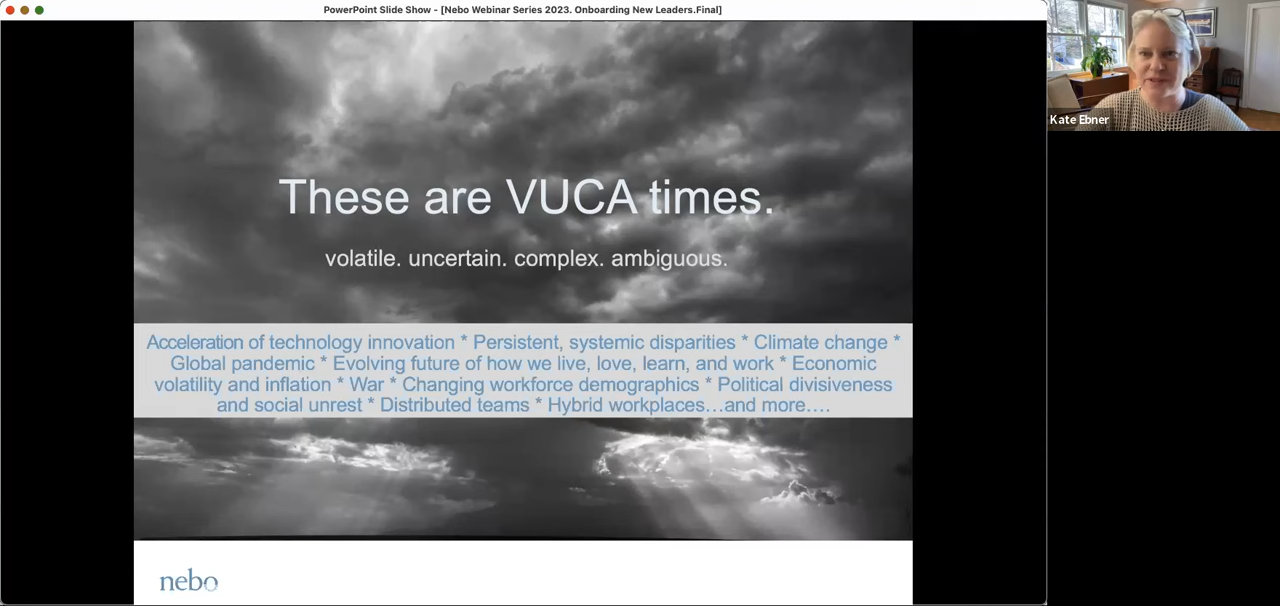 PowerPoint Slide Show - [Nebo Webinar Series 2023. Onboarding New Leaders.Final]
Kate Ebner
These are VUCA times.
volatile. uncertain. complex. ambiguous.
Acceleration of technology innovation * Persistent, systemic disparities * Climate change *
Global pandemic * Evolving future of how we live, love, learn, and work * Economic
volatility and inflation * War * Changing workforce demographics * Political divisiveness
and social unrest * Distributed teams * Hybrid workplaces…and more….
nebo